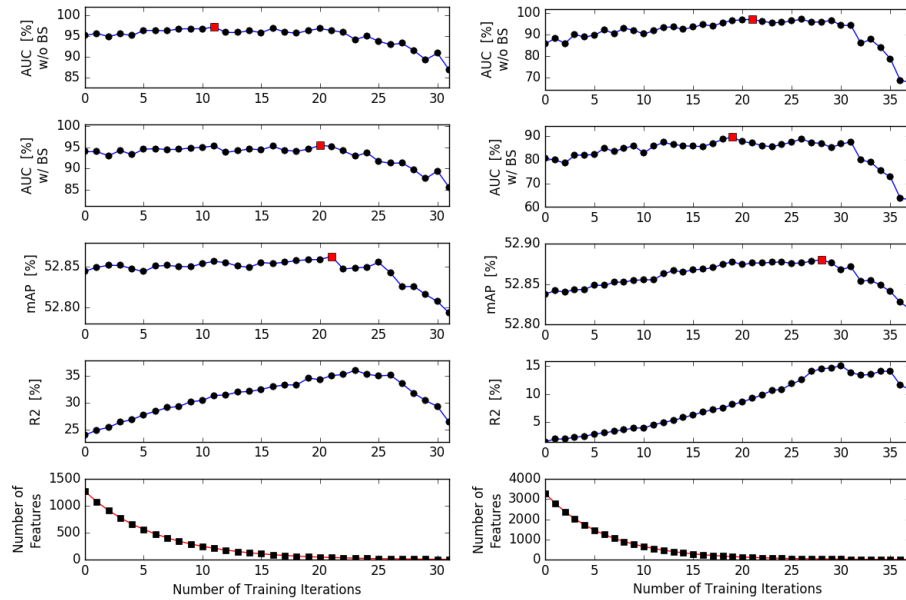 100
95
90
85
AUC [%]
w/o BS
0 5 10 15 20 25 30
100
95
90
85
AUC [%]
w/ BS
0 5 10 15 20 25 30
52.85
52.80
mAP [%]
0 5 10 15 20 25 30
35
30
25
R2 [%]
0 5 10 15 20 25 30
1500
1000
500
0
Number of
Features
0 5 10 15 20 25 30
Number of Training Iterations
100
90
80
70
AUC [%]
w/o BS
0 5 10 15 20 25 30 35
90
80
70
60
AUC [%]
w/ BS
0 5 10 15 20 25 30 35
52.90
52.85
52.80
mAP [%]
0 5 10 15 20 25 30 35
15
10
5
R2 [%]
0 5 10 15 20 25 30 35
4000
3000
2000
1000
0
Number of
Features
0 5 10 15 20 25 30 35
Number of Training Iterations